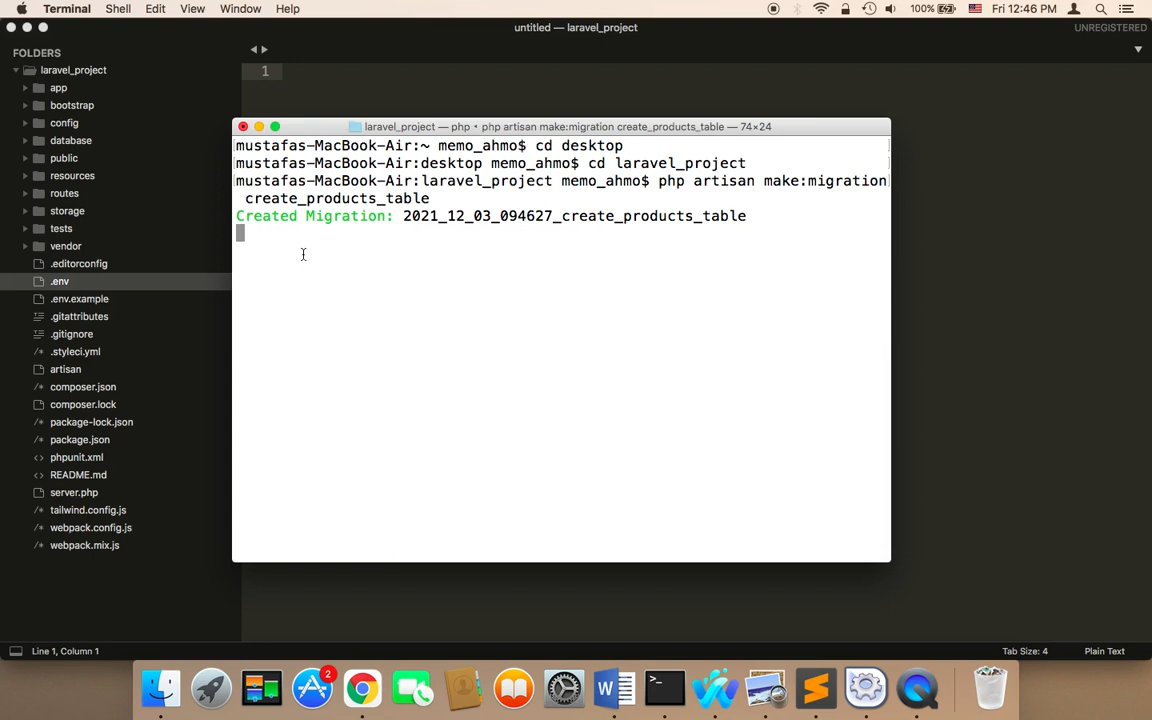 Terminal Shell Edit View Window Help 100% Fri 12:46 PM
untitled — laravel_project UNREGISTERED
FOLDERS
laravel_project
1
app
bootstrap
config
database
public
resources
routes
storage
tests
vendor
.editorconfig
.env
.env.example
.gitattributes
.gitignore
.styleci.yml
artisan
composer.json
composer.lock
package-lock.json
package.json
phpunit.xml
README.md
server.php
tailwind.config.js
webpack.config.js
webpack.mix.js
laravel_project — php • php artisan make:migration create_products_table — 74×24
mustafas-MacBook-Air:~ memo_ahmo$ cd desktop
mustafas-MacBook-Air:desktop memo_ahmo$ cd laravel_project
mustafas-MacBook-Air:laravel_project memo_ahmo$ php artisan make:migration
create_products_table
Created Migration: 2021_12_03_094627_create_products_table
Line 1, Column 1 Tab Size: 4 Plain Text
2